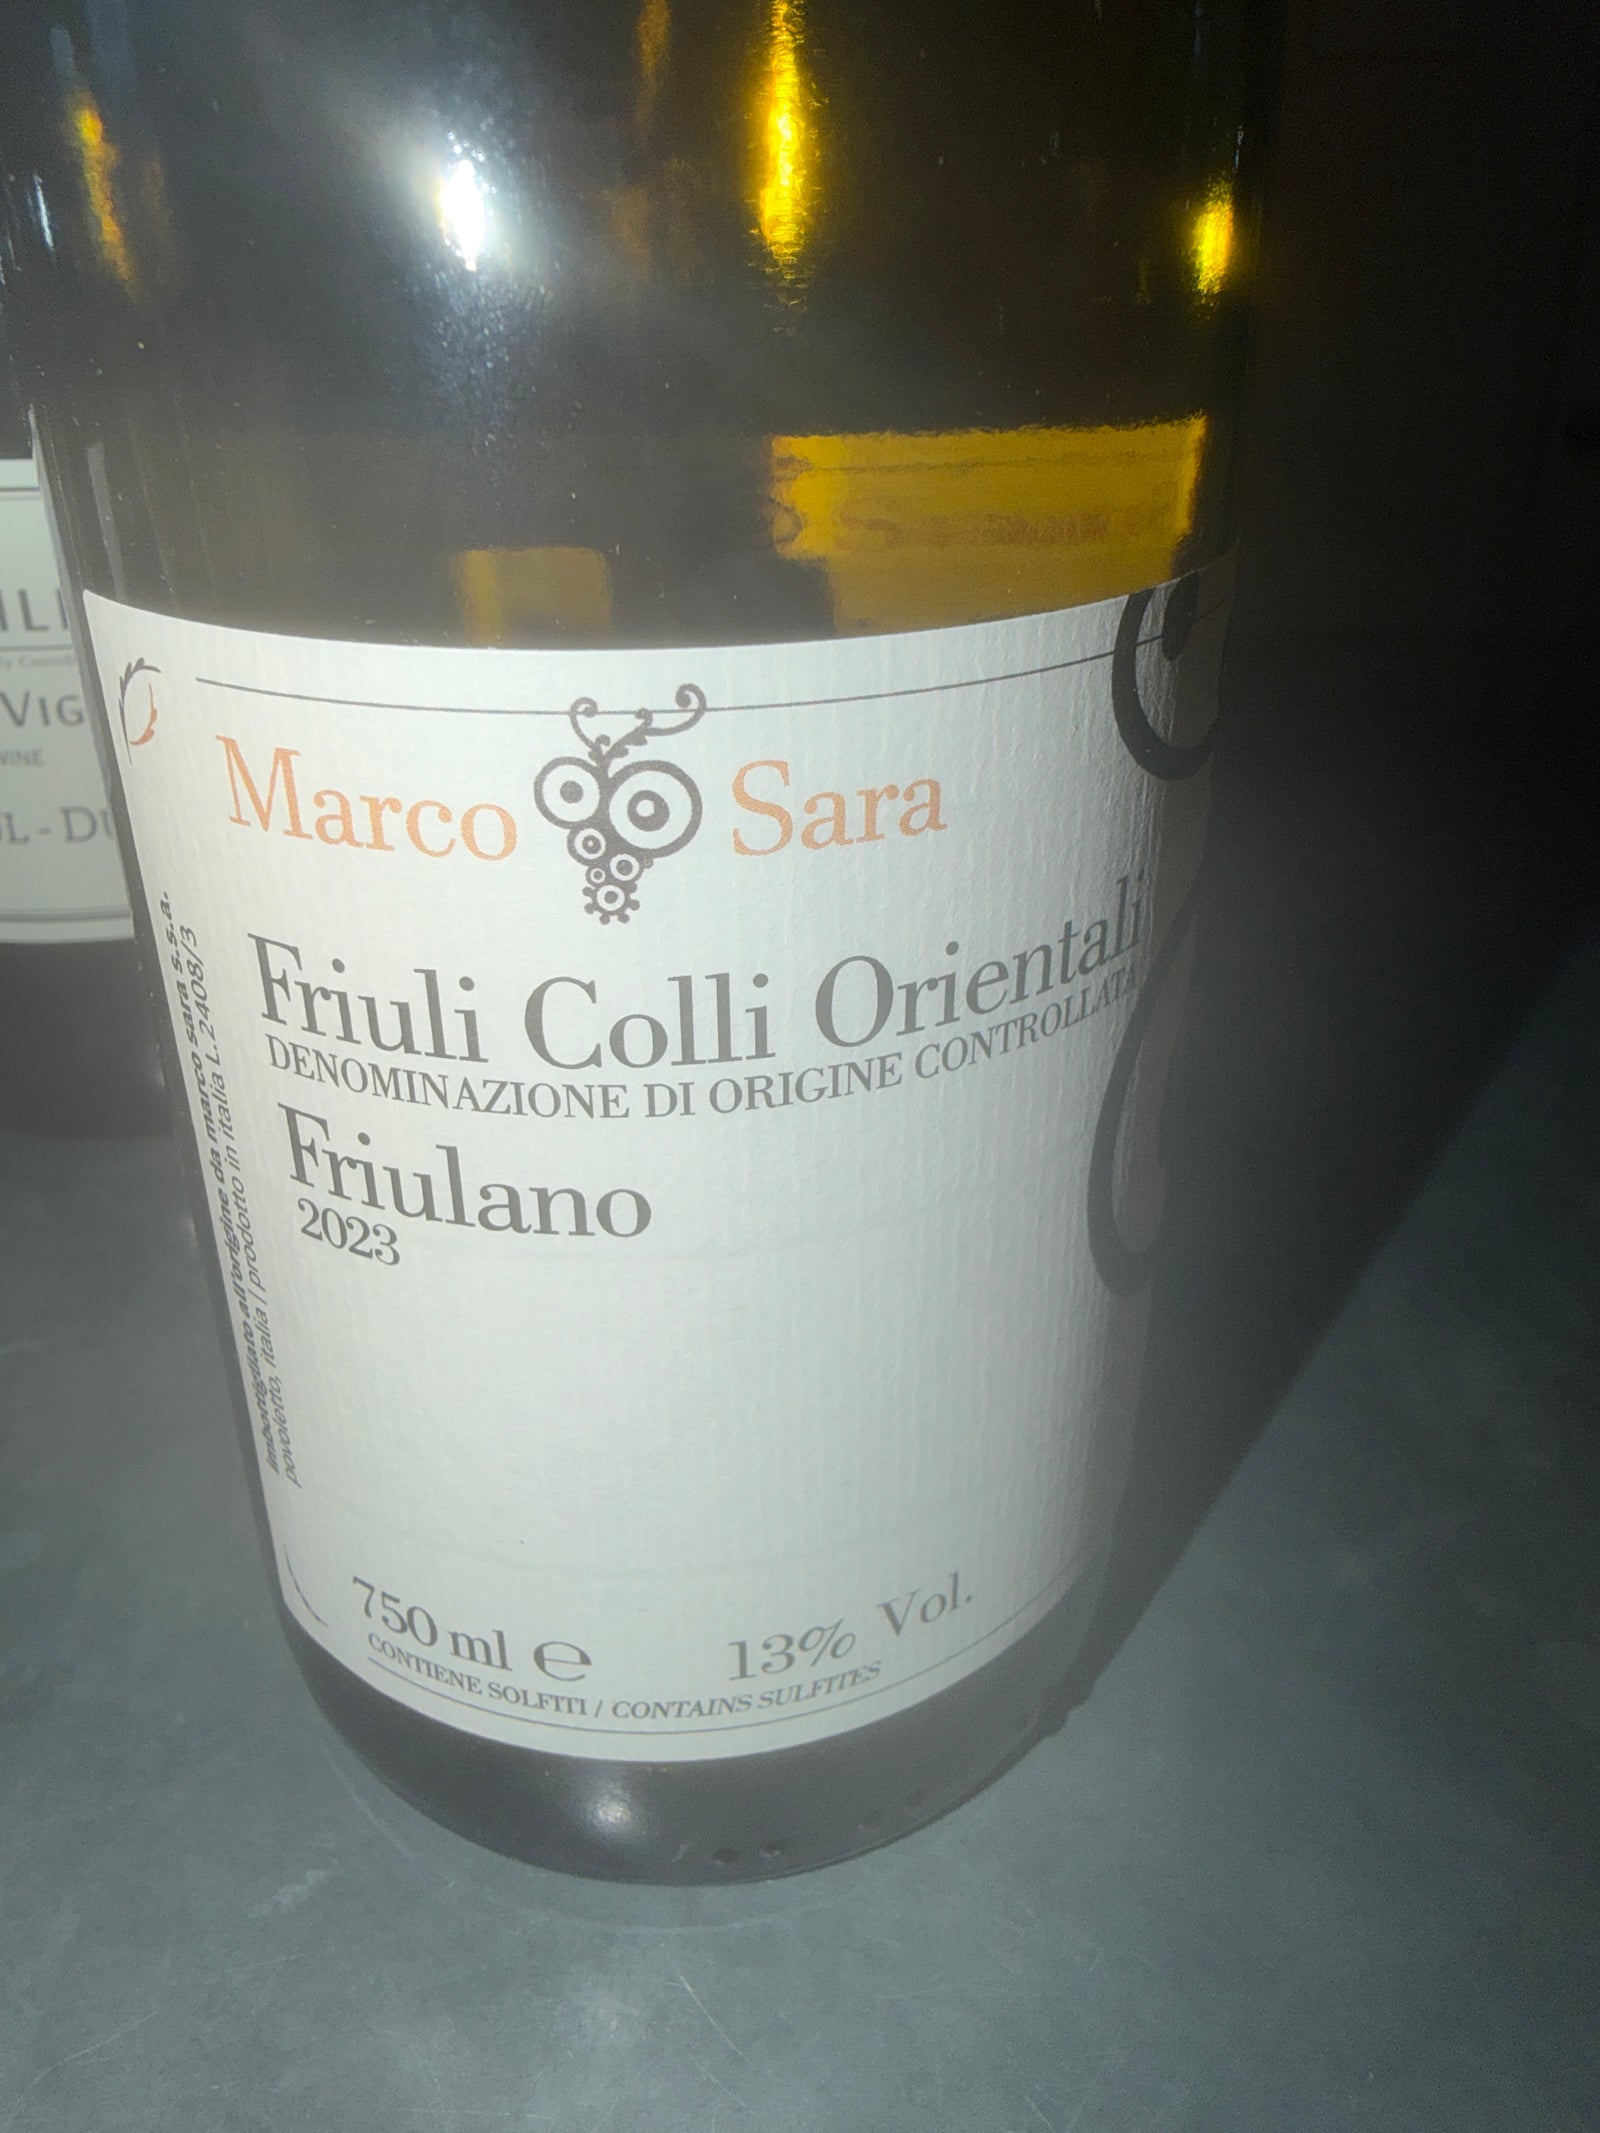 Marco Sara
Friuli Colli Orientali
DENOMINAZIONE DI ORIGINE CONTROLLATA
Friulano
2023
750 ml e 13% Vol.
CONTIENE SOLFITI / CONTAINS SULFITES
imbottigliato all'origine da marco sara s.s.a.
povoletto, italia | prodotto in italia L.2408/3